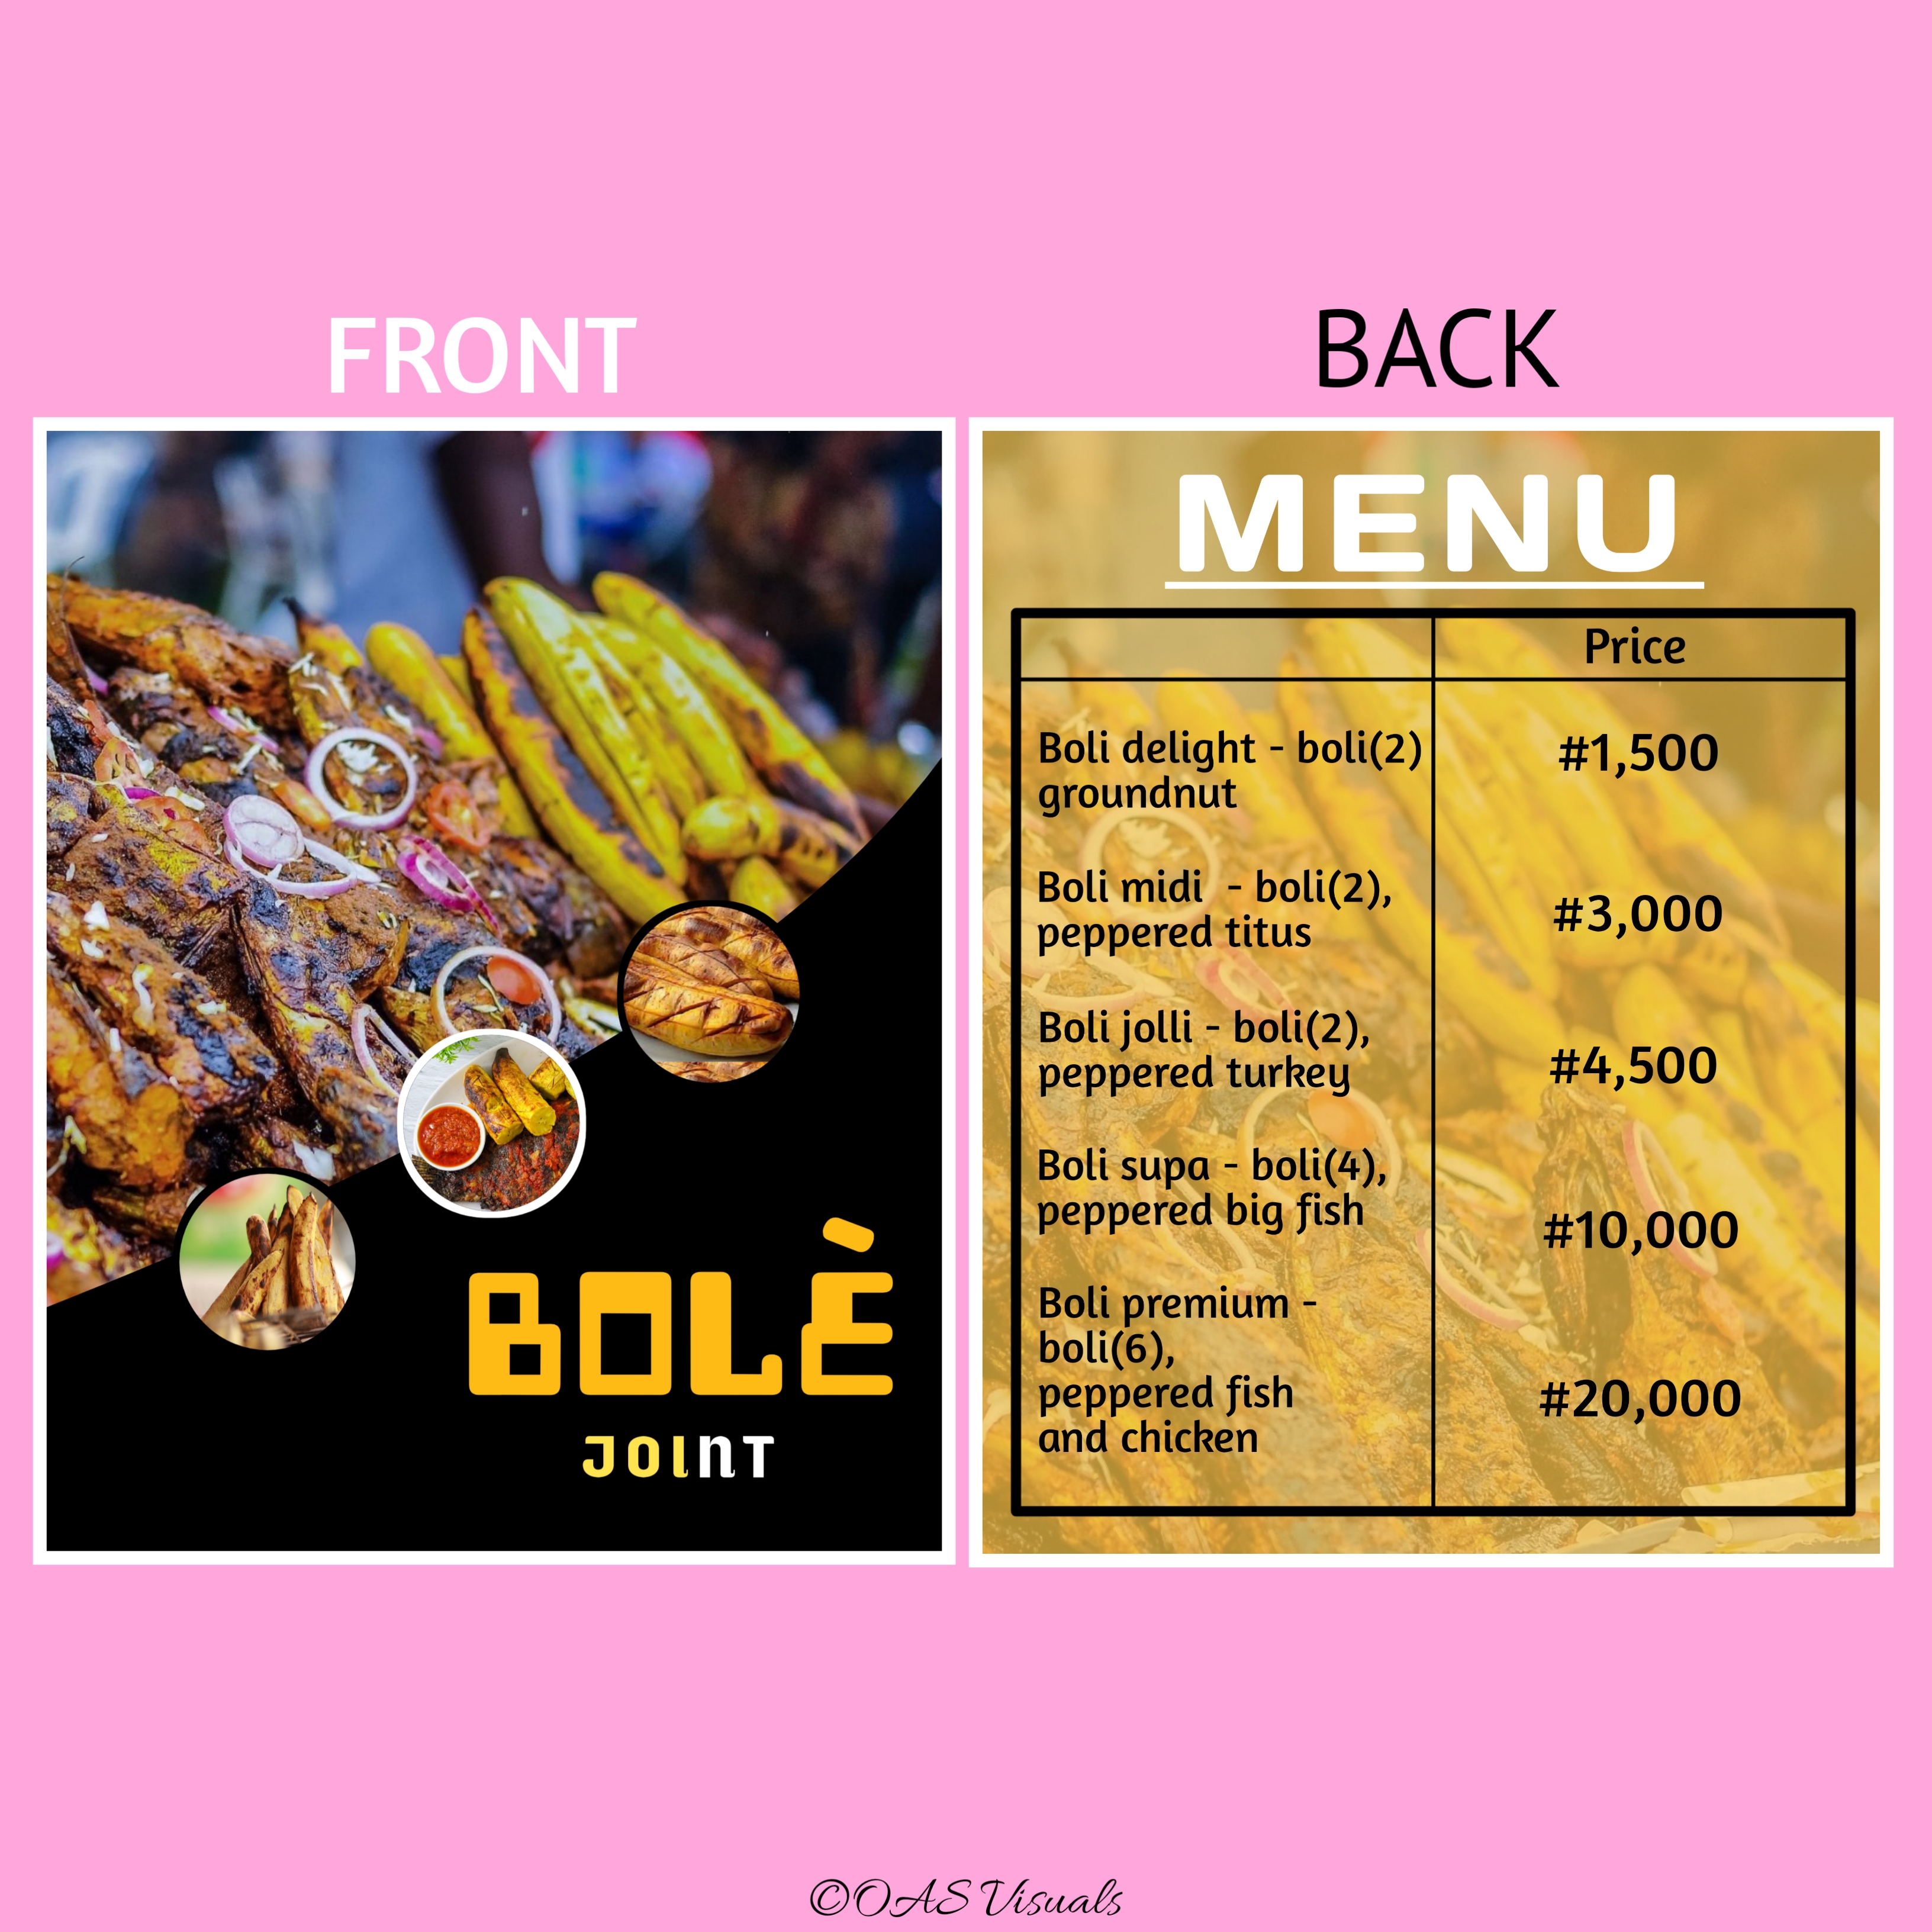 FRONT
BOLÈ
JOINT
BACK
MENU
Price
Boli delight - boli(2)
groundnut
#1,500
Boli midi - boli(2),
peppered titus
#3,000
Boli jolli - boli(2),
peppered turkey
#4,500
Boli supa - boli(4),
peppered big fish
#10,000
Boli premium -
boli(6),
peppered fish
and chicken
#20,000
©OAS Visuals